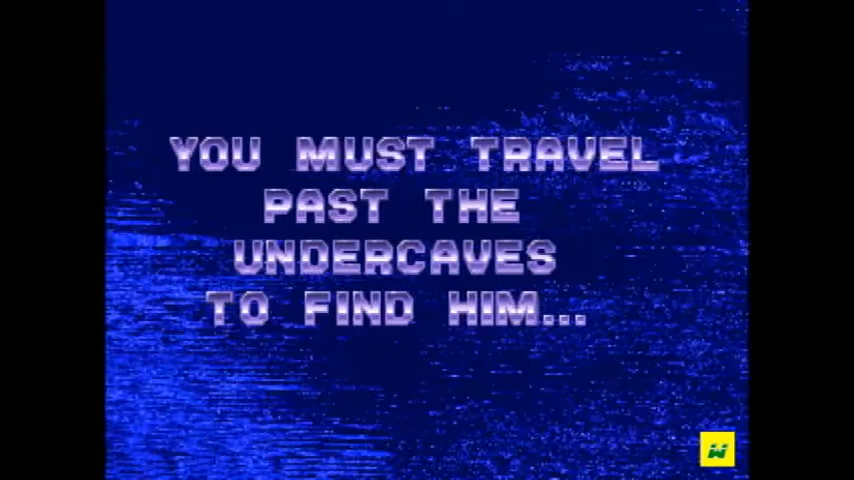 YOU MUST TRAVEL
PAST THE
UNDERCAVES
TO FIND HIM...
W